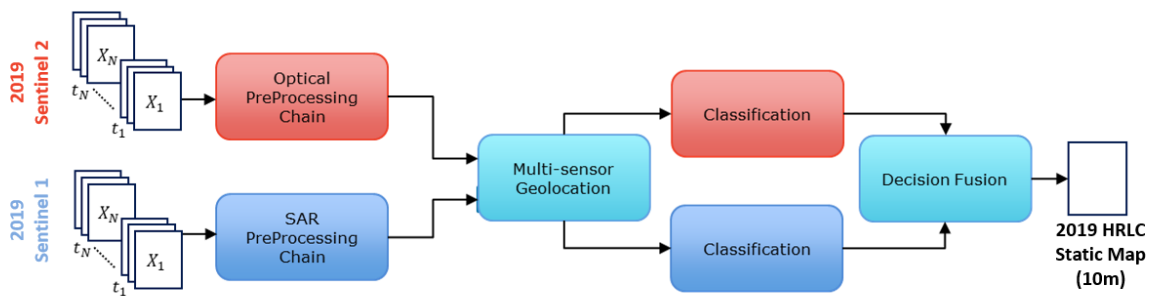 2019
Sentinel 2
X_N
t_N
X_1
t_1
Optical
PreProcessing
Chain
2019
Sentinel 1
X_N
t_N
X_1
t_1
SAR
PreProcessing
Chain
Multi-sensor
Geolocation
Classification
Classification
Decision Fusion
2019 HRLC
Static Map
(10m)